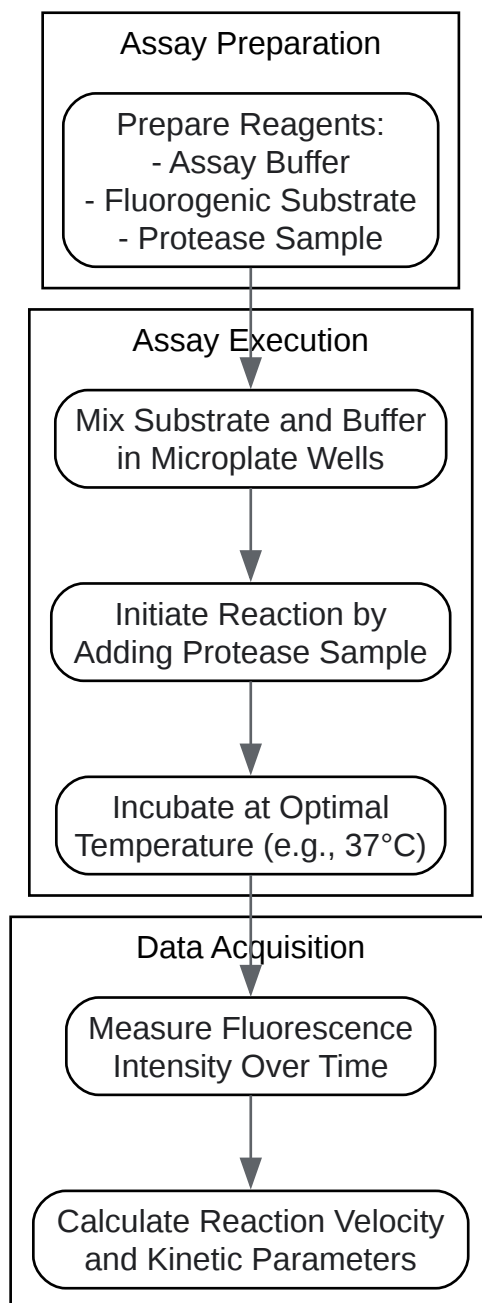 Assay Preparation
Prepare Reagents:
- Assay Buffer
- Fluorogenic Substrate
- Protease Sample
Assay Execution
Mix Substrate and Buffer
in Microplate Wells
Initiate Reaction by
Adding Protease Sample
Incubate at Optimal
Temperature (e.g., 37°C)
Data Acquisition
Measure Fluorescence
Intensity Over Time
Calculate Reaction Velocity
and Kinetic Parameters